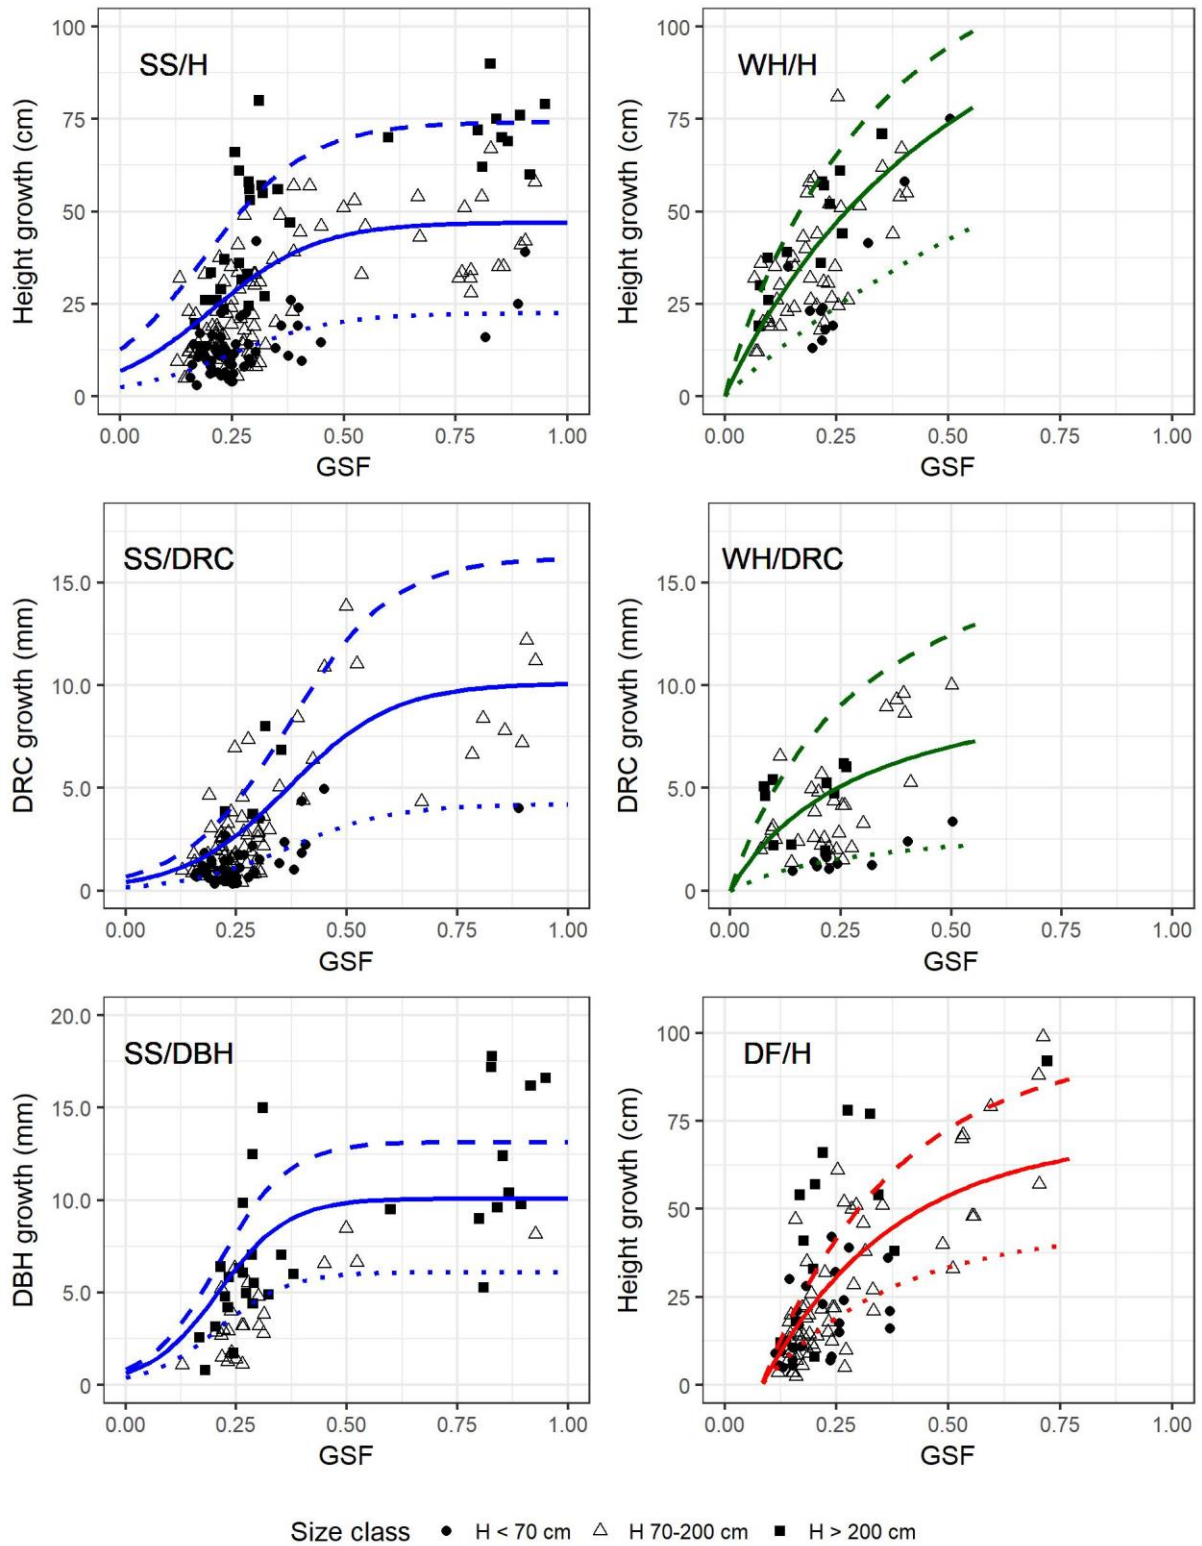 SS/H
Height growth (cm)
100
75
50
25
0
0.00 0.25 0.50 0.75 1.00
GSF
WH/H
Height growth (cm)
100
75
50
25
0
0.00 0.25 0.50 0.75 1.00
GSF
SS/DRC
DRC growth (mm)
15.0
10.0
5.0
0
0.00 0.25 0.50 0.75 1.00
GSF
WH/DRC
DRC growth (mm)
15.0
10.0
5.0
0
0.00 0.25 0.50 0.75 1.00
GSF
SS/DBH
DBH growth (mm)
20.0
15.0
10.0
5.0
0
0.00 0.25 0.50 0.75 1.00
GSF
DF/H
Height growth (cm)
100
75
50
25
0
0.00 0.25 0.50 0.75 1.00
GSF
Size class H < 70 cm H 70-200 cm H > 200 cm